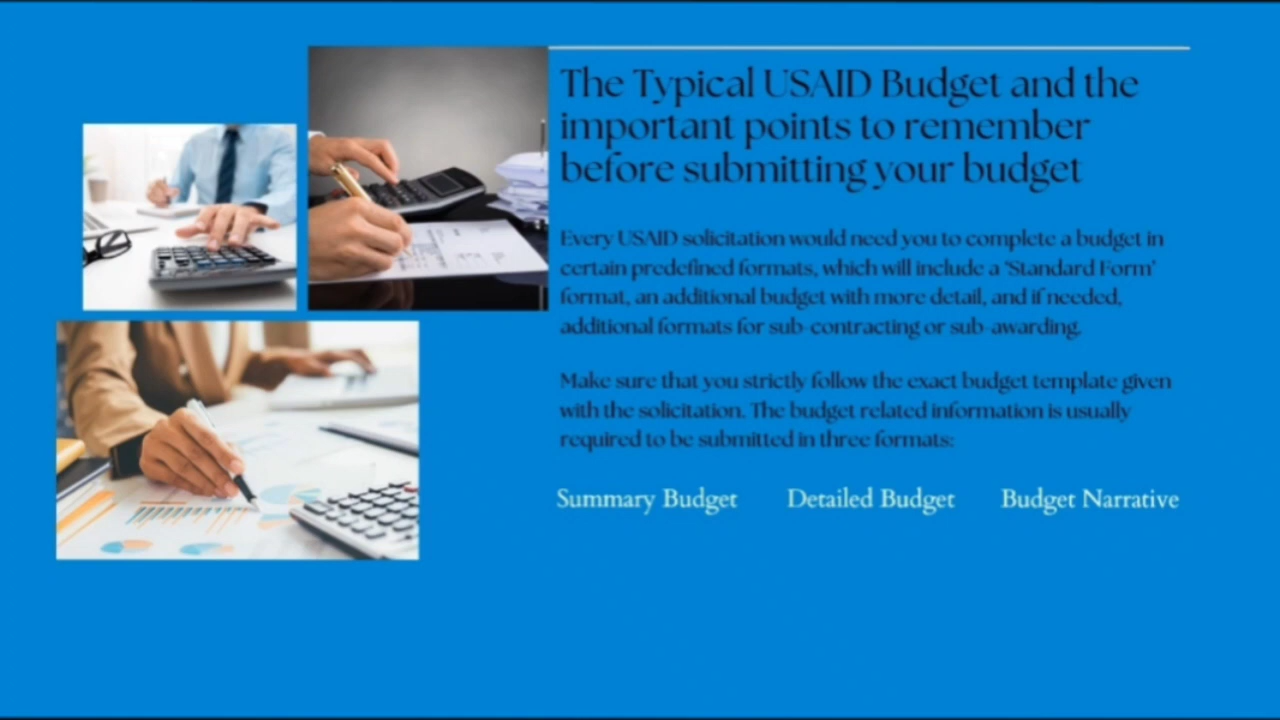 The Typical USAID Budget and the
important points to remember
before submitting your budget
Every USAID solicitation would need you to complete a budget in
certain predefined formats, which will include a 'Standard Form'
format, an additional budget with more detail, and if needed,
additional formats for sub-contracting or sub-awarding.
Make sure that you strictly follow the exact budget template given
with the solicitation. The budget related information is usually
required to be submitted in three formats:
Summary Budget Detailed Budget Budget Narrative